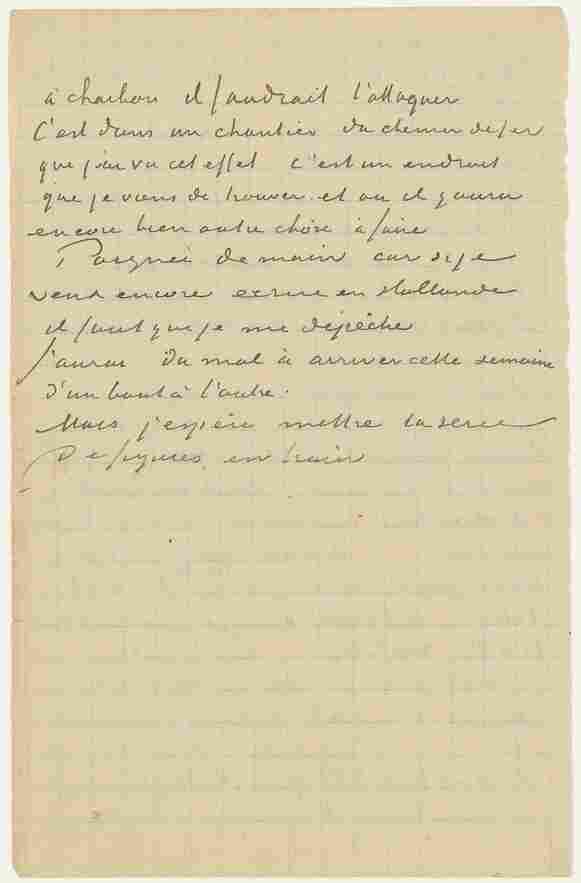 à charbon il faudrait l'attaquer
C'est dans un chantier du chemin de fer
que j'ai vu cet effet c'est un endroit
que je viens de trouver et où il y aura
encore bien autre chose à faire
Poignee de main car si je
veux encore ecrire en Hollande
il faut que je me dépêche
J'aurai du mal à arriver cette semaine
d'un bout à l'autre.
Mais j'espère mettre la serie
De figures en train